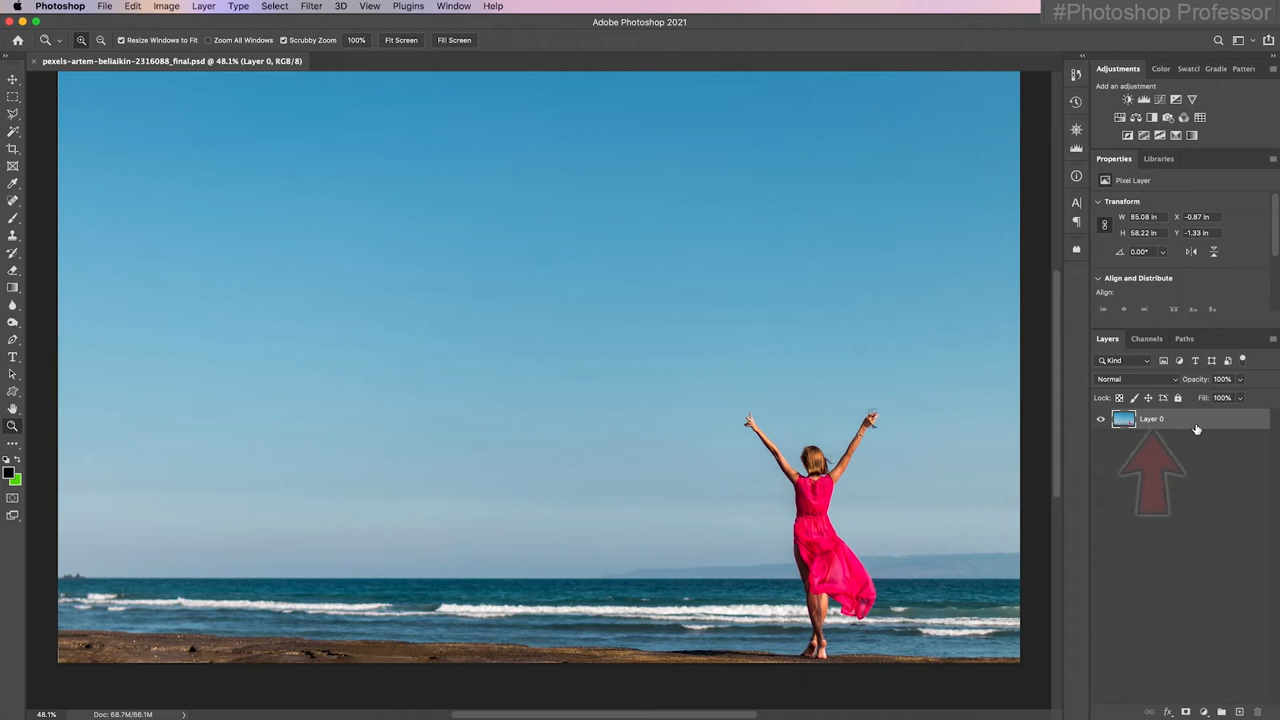 Photoshop File Edit Image Layer Type Select Filter 3D View Plugins Window Help
#Photoshop Professor
Adobe Photoshop 2021
Resize Windows to Fit Zoom All Windows Scrubby Zoom 100% Fit Screen Fill Screen
× pexels-artem-beliaikin-2316088_final.psd @ 48.1% (Layer 0, RGB/8)
Adjustments Color Swatcl Gradie Patterr
Add an adjustment
Properties Libraries
Pixel Layer
Transform
W 85.08 in X -0.87 in
H 58.22 in Y -1.33 in
0.00°
Align and Distribute
Align:
Layers Channels Paths
Kind
Normal Opacity: 100%
Lock: Fill: 100%
Layer 0
48.1% Doc: 68.7M/86.1M